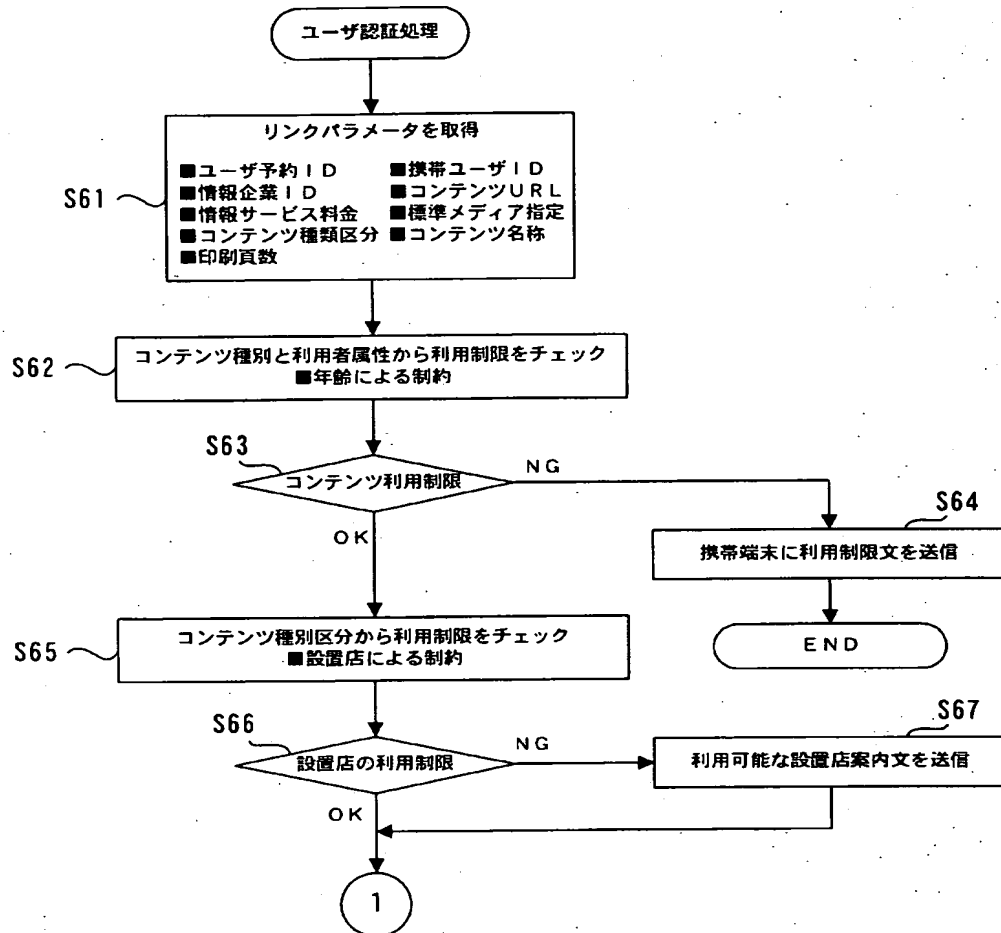 ユーザ認証処理
リンクパラメータを取得
■ユーザ予約ID ■携帯ユーザID
■情報企業ID ■コンテンツURL
■情報サービス料金 ■標準メディア指定
■コンテンツ種類区分 ■コンテンツ名称
■印刷頁数
S61
コンテンツ種別と利用者属性から利用制限をチェック
■年齢による制約
S62
S63
コンテンツ利用制限
NG
OK
S64
携帯端末に利用制限文を送信
END
コンテンツ種別区分から利用制限をチェック
■設置店による制約
S65
S66
設置店の利用制限
NG
OK
S67
利用可能な設置店案内文を送信
1